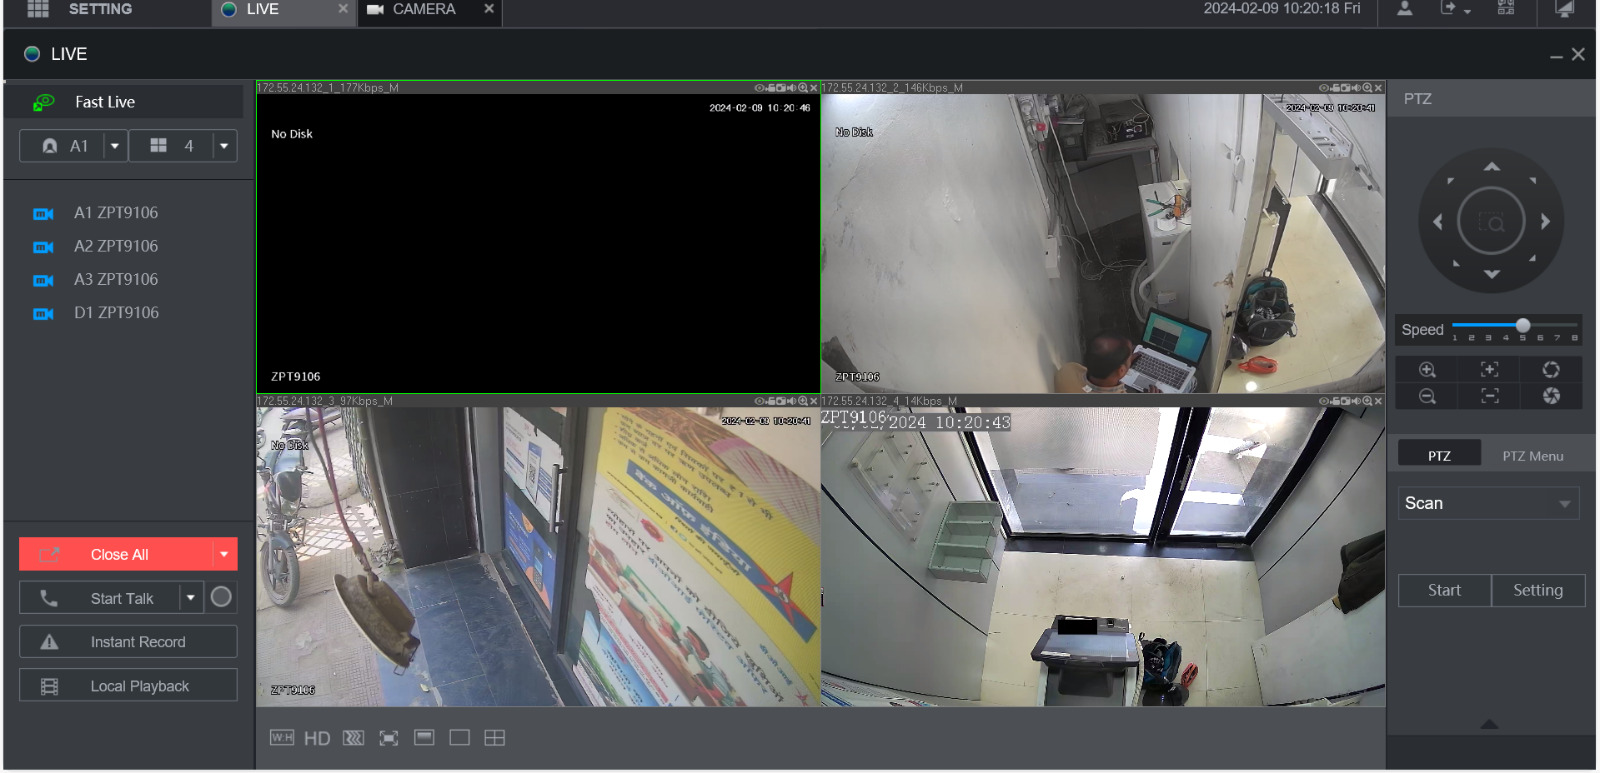 SETTING
LIVE
CAMERA
2024-02-09 10:20:18 Fri
LIVE
Fast Live
A1
4
A1 ZPT9106
A2 ZPT9106
A3 ZPT9106
D1 ZPT9106
Close All
Start Talk
Instant Record
Local Playback
172.55.24.132_1_177Kbps_M
2024-02-09 10:20:46
No Disk
ZPT9106
172.55.24.132_2_146Kbps_M
2024-02-09 10:20:41
No Disk
ZPT9106
172.55.24.132_3_97Kbps_M
2024-02-09 10:20:41
No Disk
बैंक ऑफ इंडिया
ZPT9106
172.55.24.132_4_14Kbps_M
ZPT9106
/2024 10:20:43
W:H
HD
PTZ
Speed
1 2 3 4 5 6 7 8
PTZ
PTZ Menu
Scan
Start
Setting